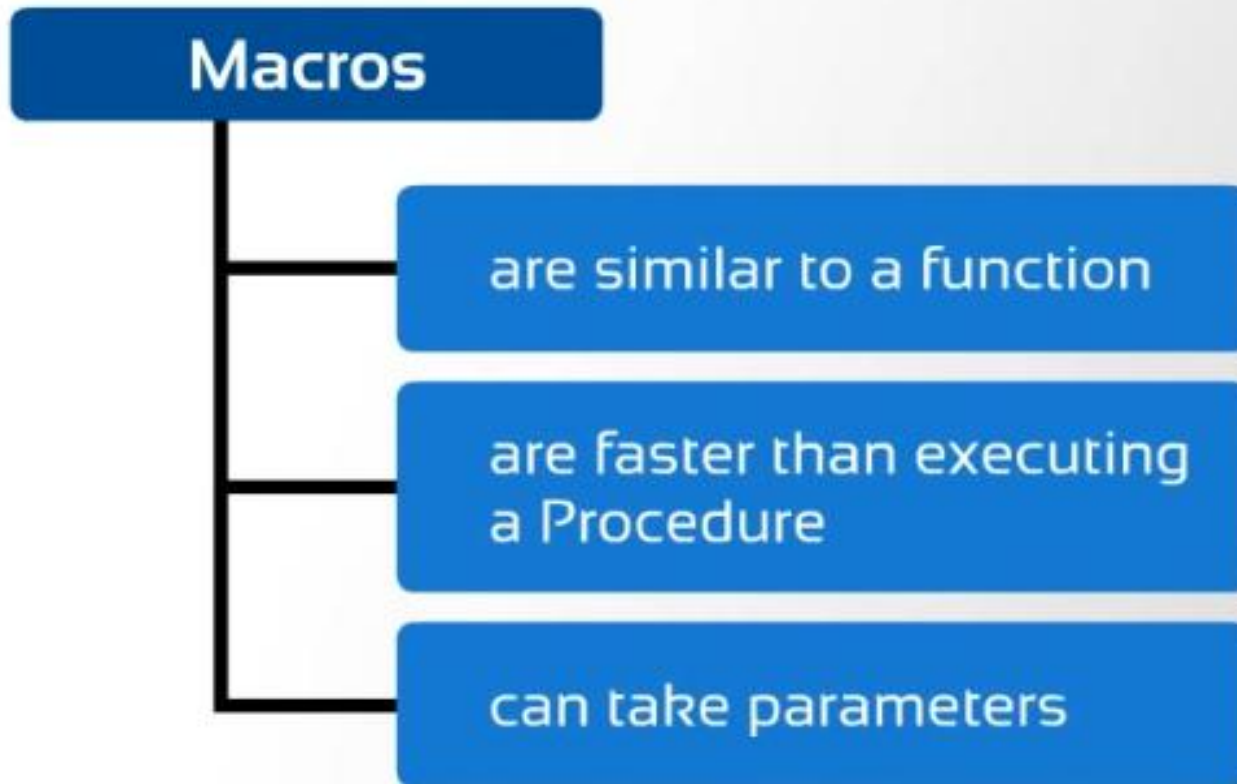 Macros
are similar to a function
are faster than executing
a Procedure
can take parameters